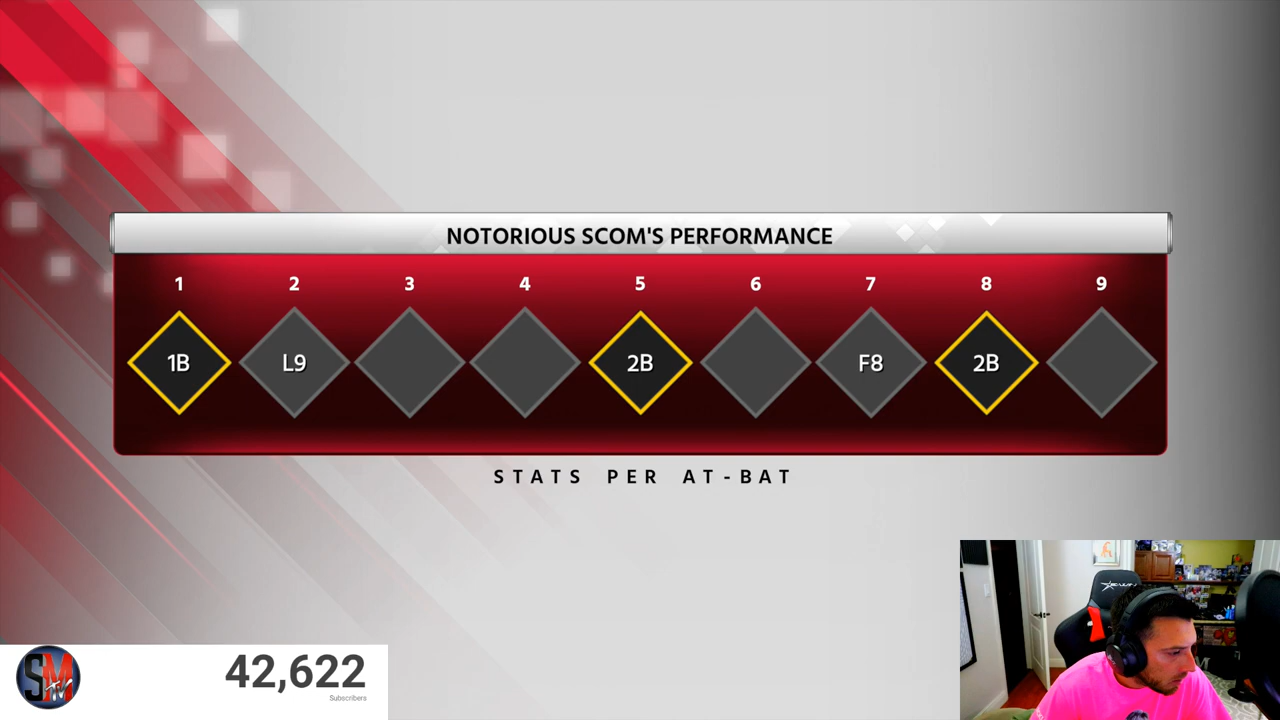 NOTORIOUS SCOM'S PERFORMANCE
1 2 3 4 5 6 7 8 9
1B L9 2B F8 2B
STATS PER AT-BAT
SM TV
42,622
Subscribers